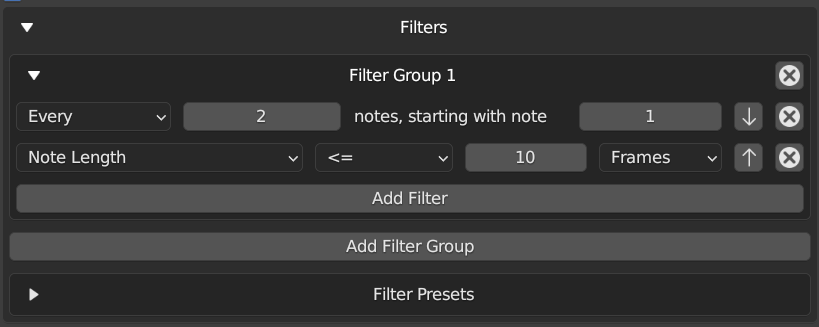 Filters
Filter Group 1
Every 2 notes, starting with note 1
Note Length <= 10 Frames
Add Filter
Add Filter Group
Filter Presets